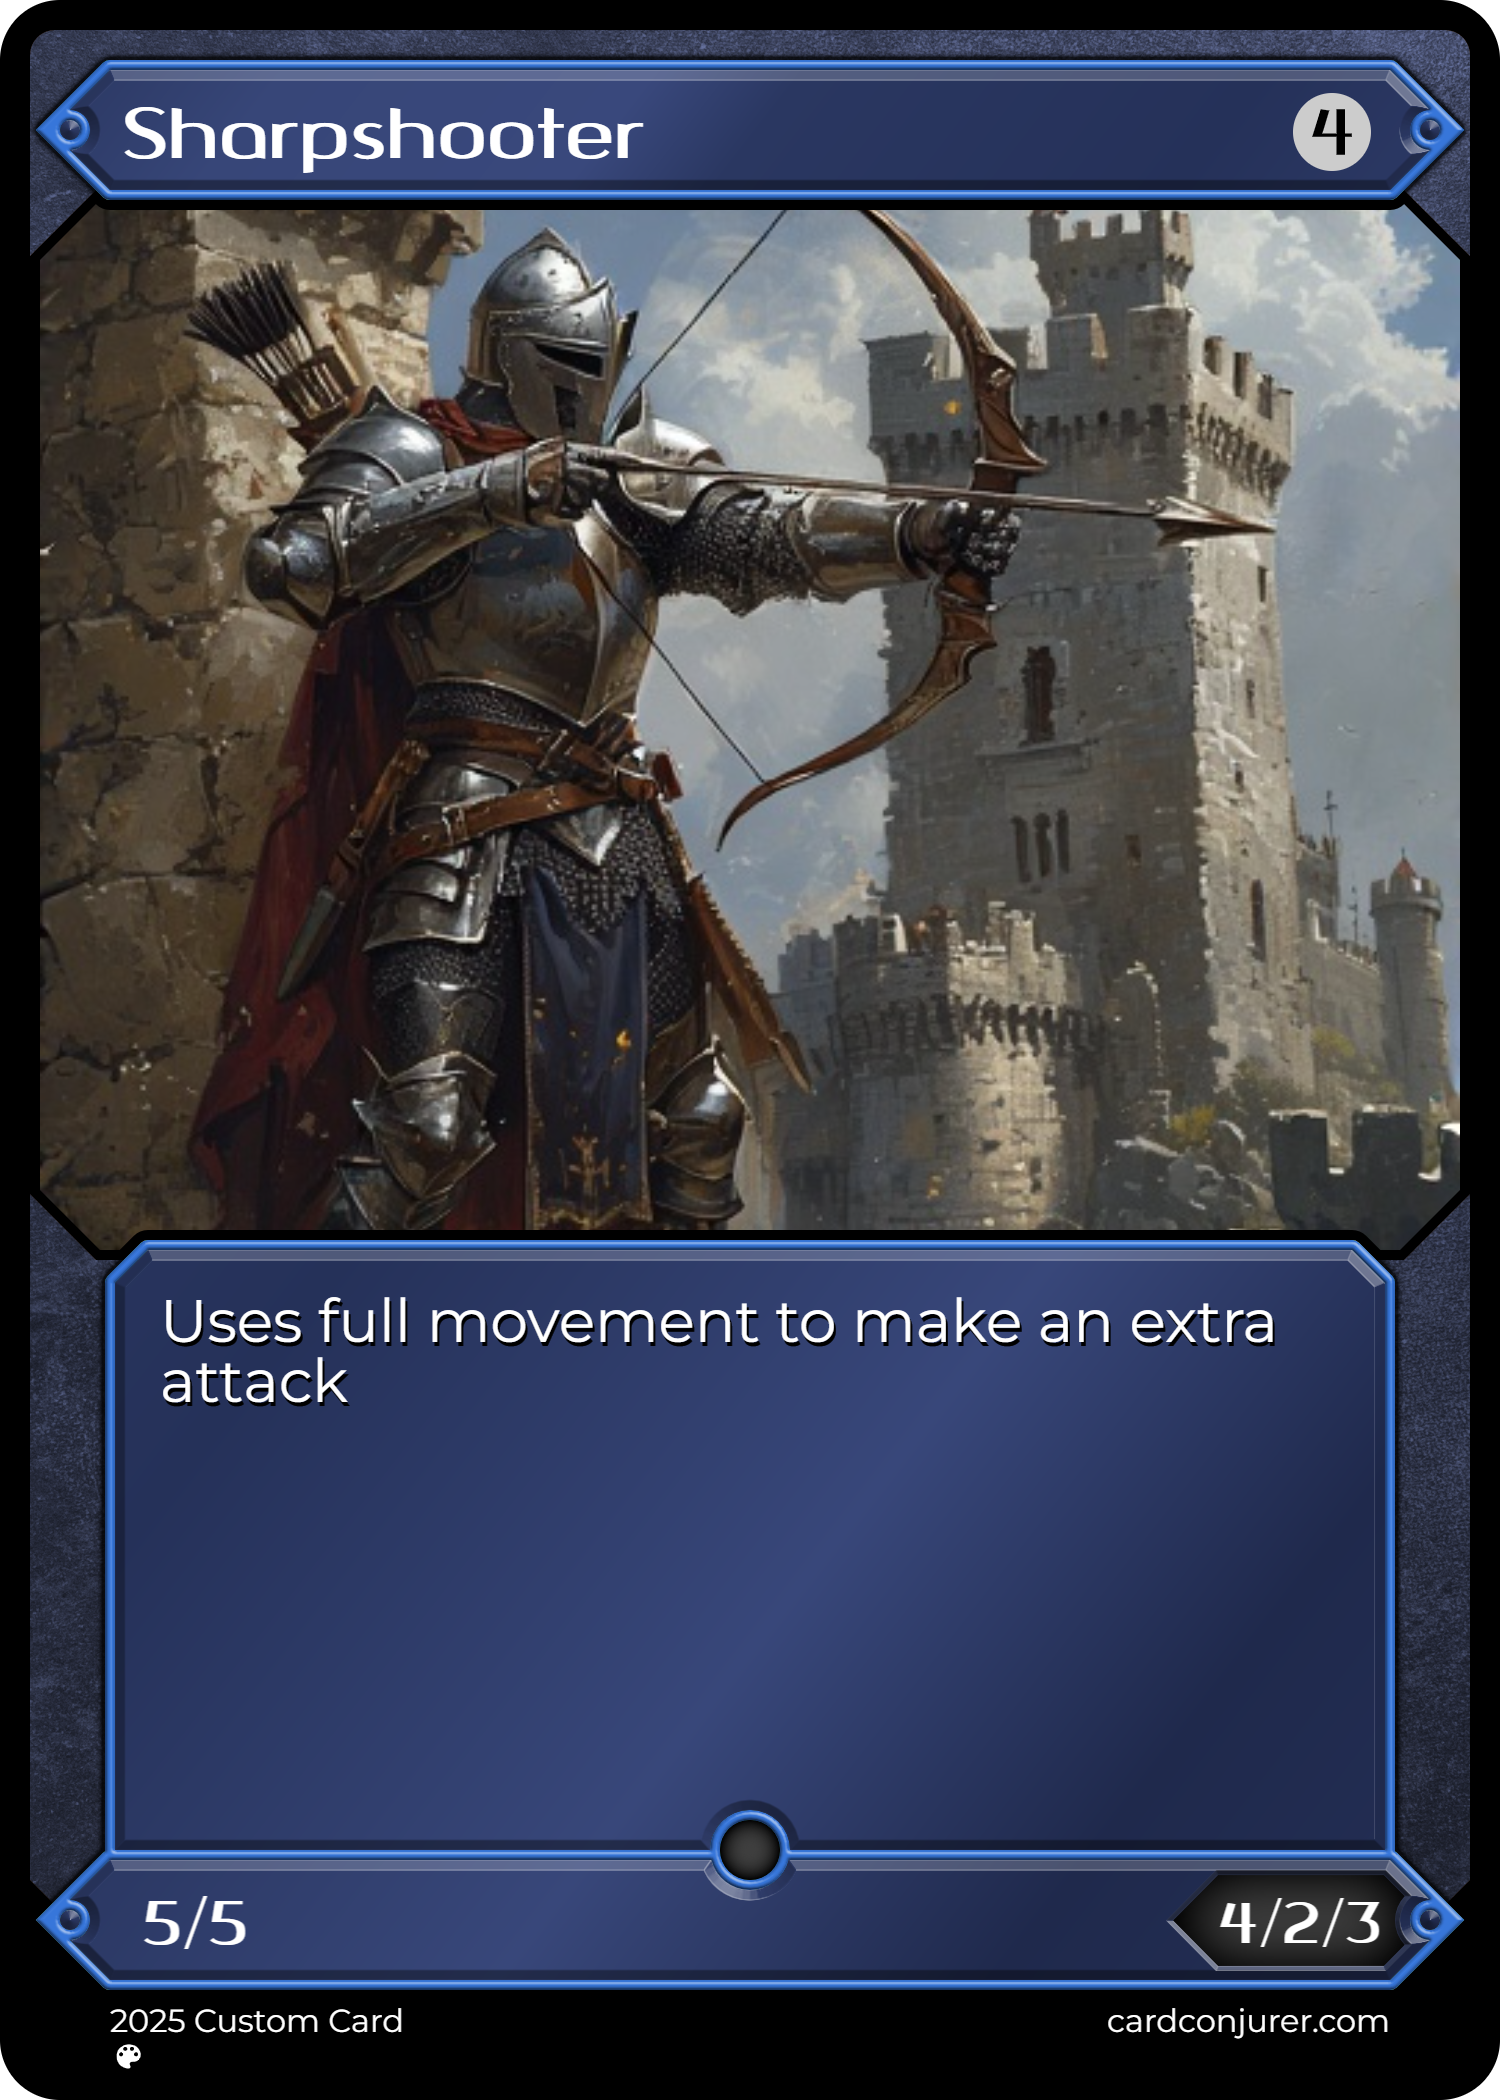 Sharpshooter 4
Uses full movement to make an extra
attack
5/5 4/2/3
2025 Custom Card cardconjurer.com